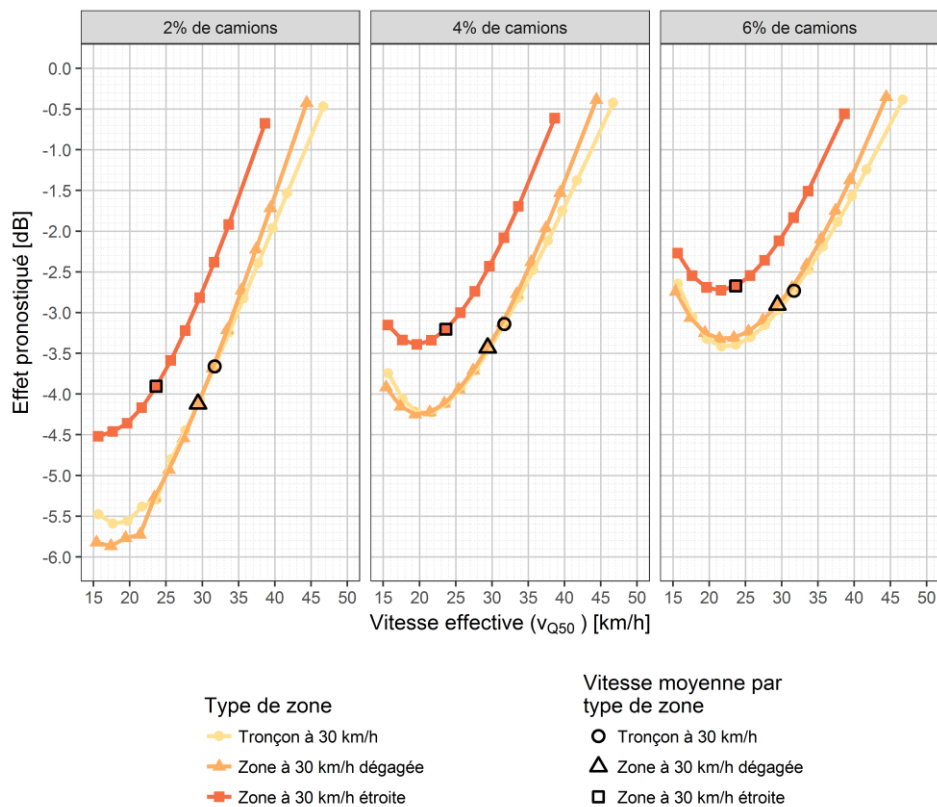 2% de camions 4% de camions 6% de camions
Effet pronostiqué [dB]
0.0
-0.5
-1.0
-1.5
-2.0
-2.5
-3.0
-3.5
-4.0
-4.5
-5.0
-5.5
-6.0
15 20 25 30 35 40 45 50 15 20 25 30 35 40 45 50 15 20 25 30 35 40 45 50
Vitesse effective (vQ50 ) [km/h]
Type de zone
Tronçon à 30 km/h
Zone à 30 km/h dégagée
Zone à 30 km/h étroite
Vitesse moyenne par
type de zone
Tronçon à 30 km/h
Zone à 30 km/h dégagée
Zone à 30 km/h étroite